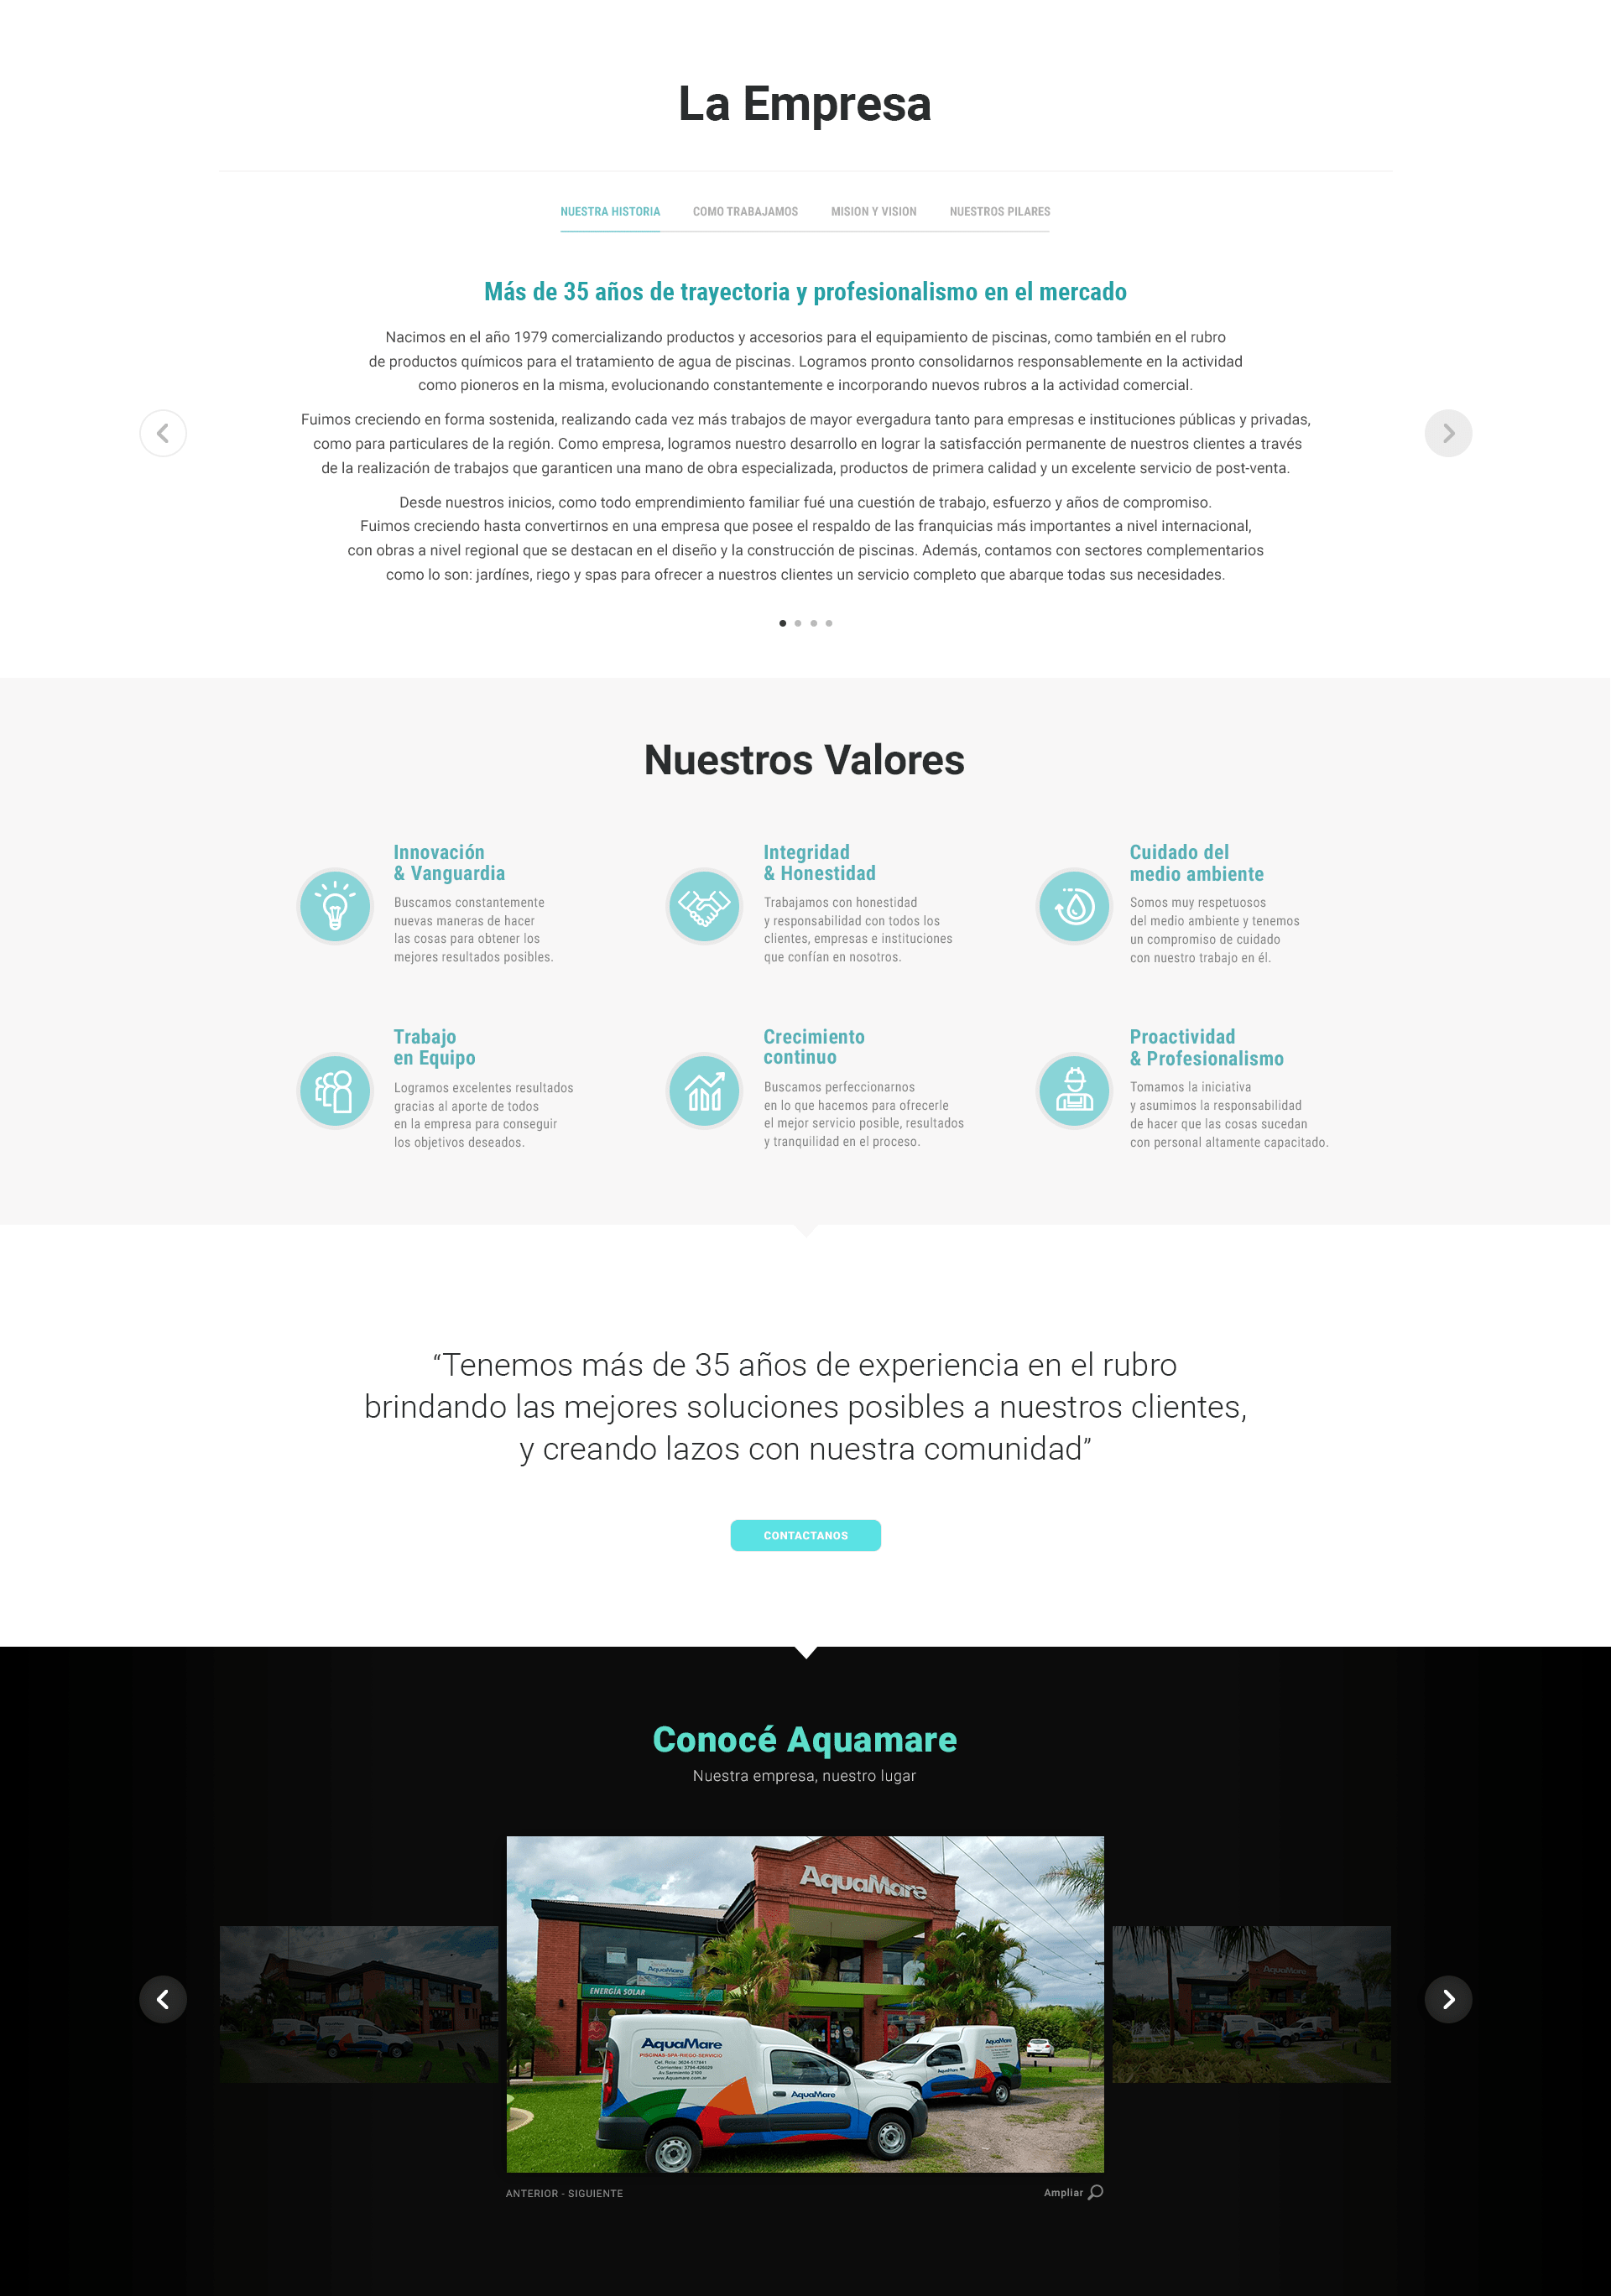 La Empresa
NUESTRA HISTORIA
COMO TRABAJAMOS
MISION Y VISION
NUESTROS PILARES
Más de 35 años de trayectoria y profesionalismo en el mercado
Nacimos en el año 1979 comercializando productos y accesorios para el equipamiento de piscinas, como también en el rubro
de productos químicos para el tratamiento de agua de piscinas. Logramos pronto consolidarnos responsablemente en la actividad
como pioneros en la misma, evolucionando constantemente e incorporando nuevos rubros a la actividad comercial.
Fuimos creciendo en forma sostenida, realizando cada vez más trabajos de mayor evergadura tanto para empresas e instituciones públicas y privadas,
como para particulares de la región. Como empresa, logramos nuestro desarrollo en lograr la satisfacción permanente de nuestros clientes a través
de la realización de trabajos que garanticen una mano de obra especializada, productos de primera calidad y un excelente servicio de post-venta.
Desde nuestros inicios, como todo emprendimiento familiar fué una cuestión de trabajo, esfuerzo y años de compromiso.
Fuimos creciendo hasta convertirnos en una empresa que posee el respaldo de las franquicias más importantes a nivel internacional,
con obras a nivel regional que se destacan en el diseño y la construcción de piscinas. Además, contamos con sectores complementarios
como lo son: jardínes, riego y spas para ofrecer a nuestros clientes un servicio completo que abarque todas sus necesidades.
Nuestros Valores
Innovación
& Vanguardia
Buscamos constantemente
nuevas maneras de hacer
las cosas para obtener los
mejores resultados posibles.
Integridad
& Honestidad
Trabajamos con honestidad
y responsabilidad con todos los
clientes, empresas e instituciones
que confían en nosotros.
Cuidado del
medio ambiente
Somos muy respetuosos
del medio ambiente y tenemos
un compromiso de cuidado
con nuestro trabajo en él.
Trabajo
en Equipo
Logramos excelentes resultados
gracias al aporte de todos
en la empresa para conseguir
los objetivos deseados.
Crecimiento
continuo
Buscamos perfeccionarnos
en lo que hacemos para ofrecerle
el mejor servicio posible, resultados
y tranquilidad en el proceso.
Proactividad
& Profesionalismo
Tomamos la iniciativa
y asumimos la responsabilidad
de hacer que las cosas sucedan
con personal altamente capacitado.
“Tenemos más de 35 años de experiencia en el rubro
brindando las mejores soluciones posibles a nuestros clientes,
y creando lazos con nuestra comunidad”
CONTACTANOS
Conocé Aquamare
Nuestra empresa, nuestro lugar
AquaMare
AquaMare
ENERGÍA SOLAR
AquaMare
PISCINAS-SPA-RIEGO-SERVICIO
Av.Sarmiento 2100
www.Aquamare.com.ar
AquaMare
AquaMare
AquaMare
ANTERIOR - SIGUIENTE
Ampliar